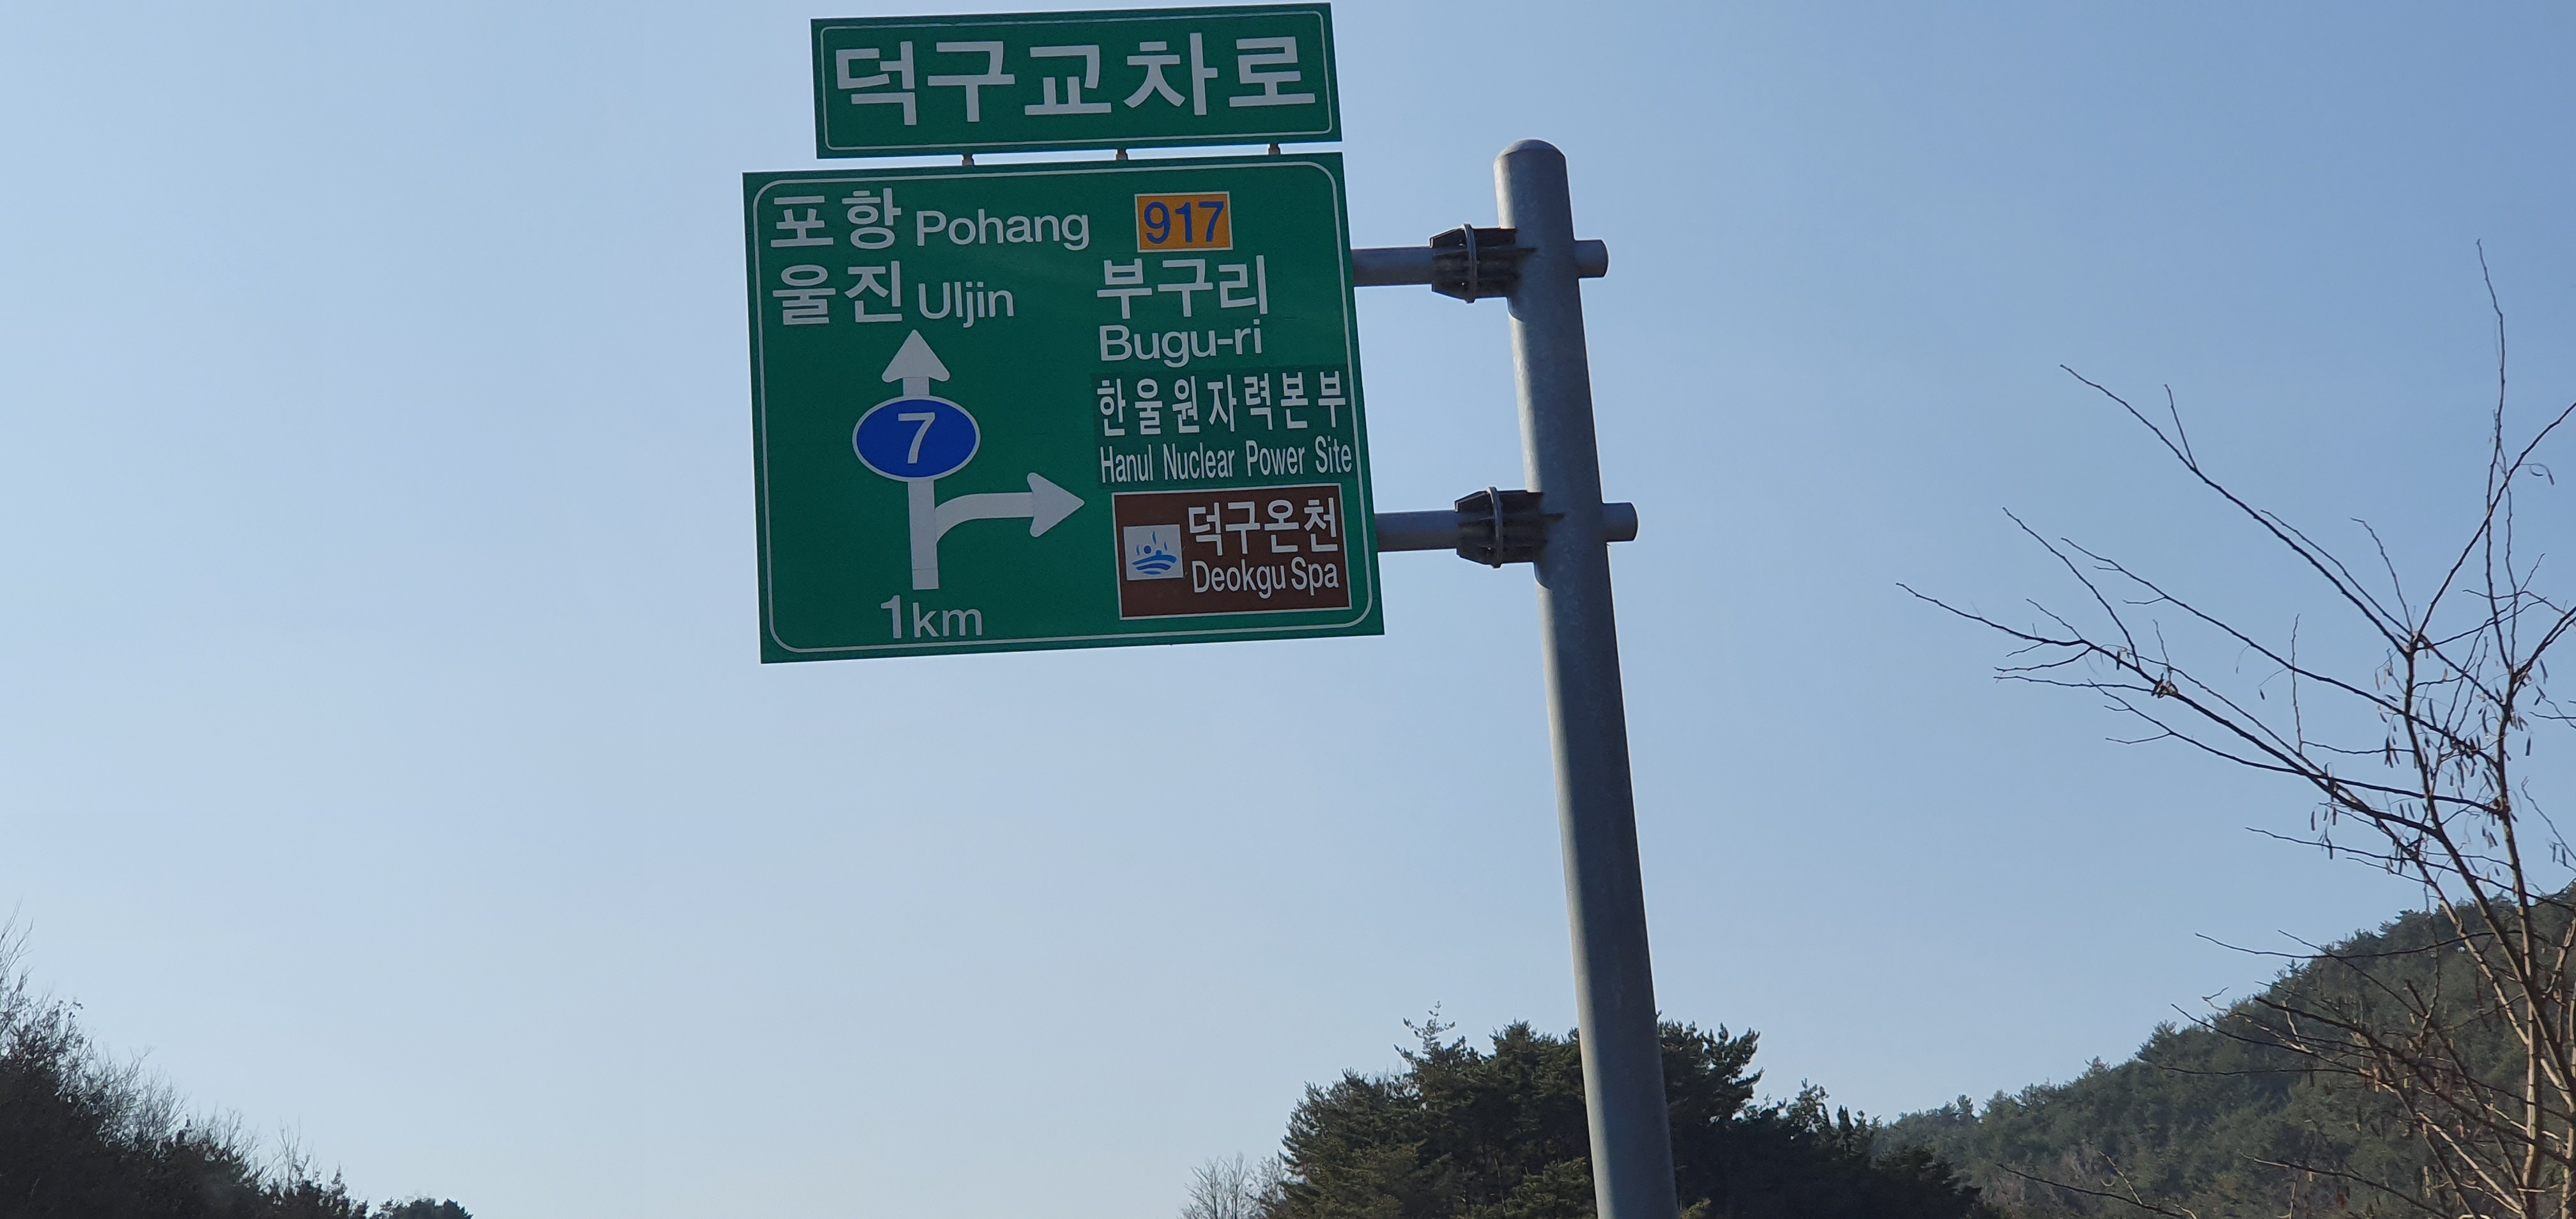 덕구교차로
포항 Pohang
울진 Uljin
7
1km
917
부구리
Bugu-ri
한울원자력본부
Hanul Nuclear Power Site
덕구온천
Deokgu Spa